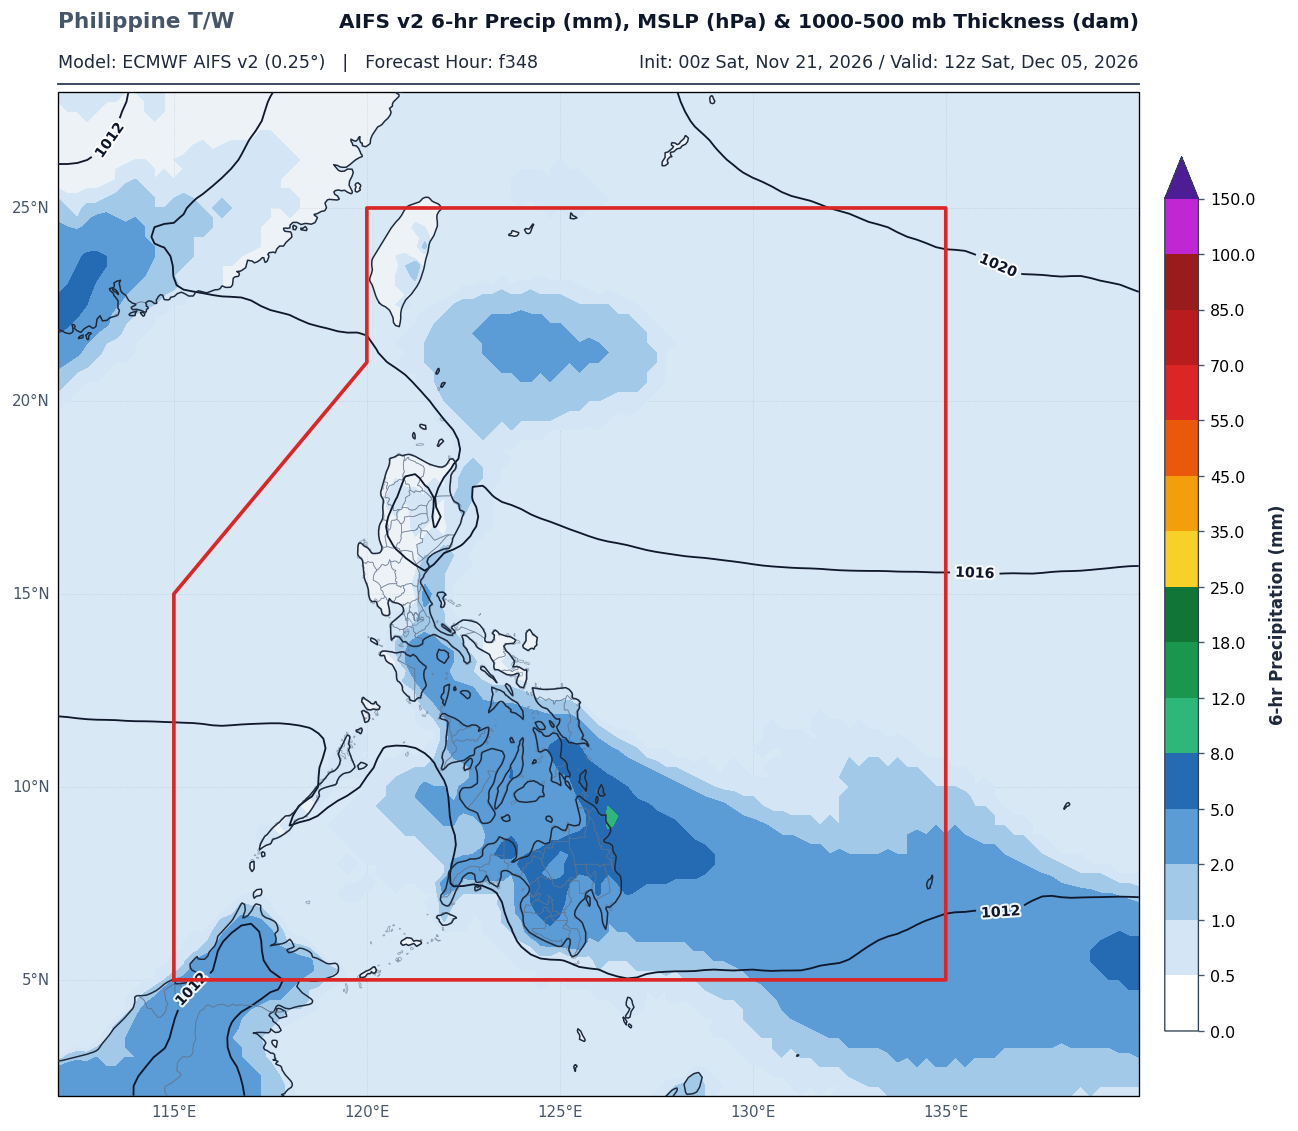 Philippine T/W
AIFS v2 6-hr Precip (mm), MSLP (hPa) & 1000-500 mb Thickness (dam)
Model: ECMWF AIFS v2 (0.25°) | Forecast Hour: f348
Init: 00z Sat, Nov 21, 2026 / Valid: 12z Sat, Dec 05, 2026
1012
1020
1016
1012
1012
25°N
20°N
15°N
10°N
5°N
115°E
120°E
125°E
130°E
135°E
150.0
100.0
85.0
70.0
55.0
45.0
35.0
25.0
18.0
12.0
8.0
5.0
2.0
1.0
0.5
0.0
6-hr Precipitation (mm)